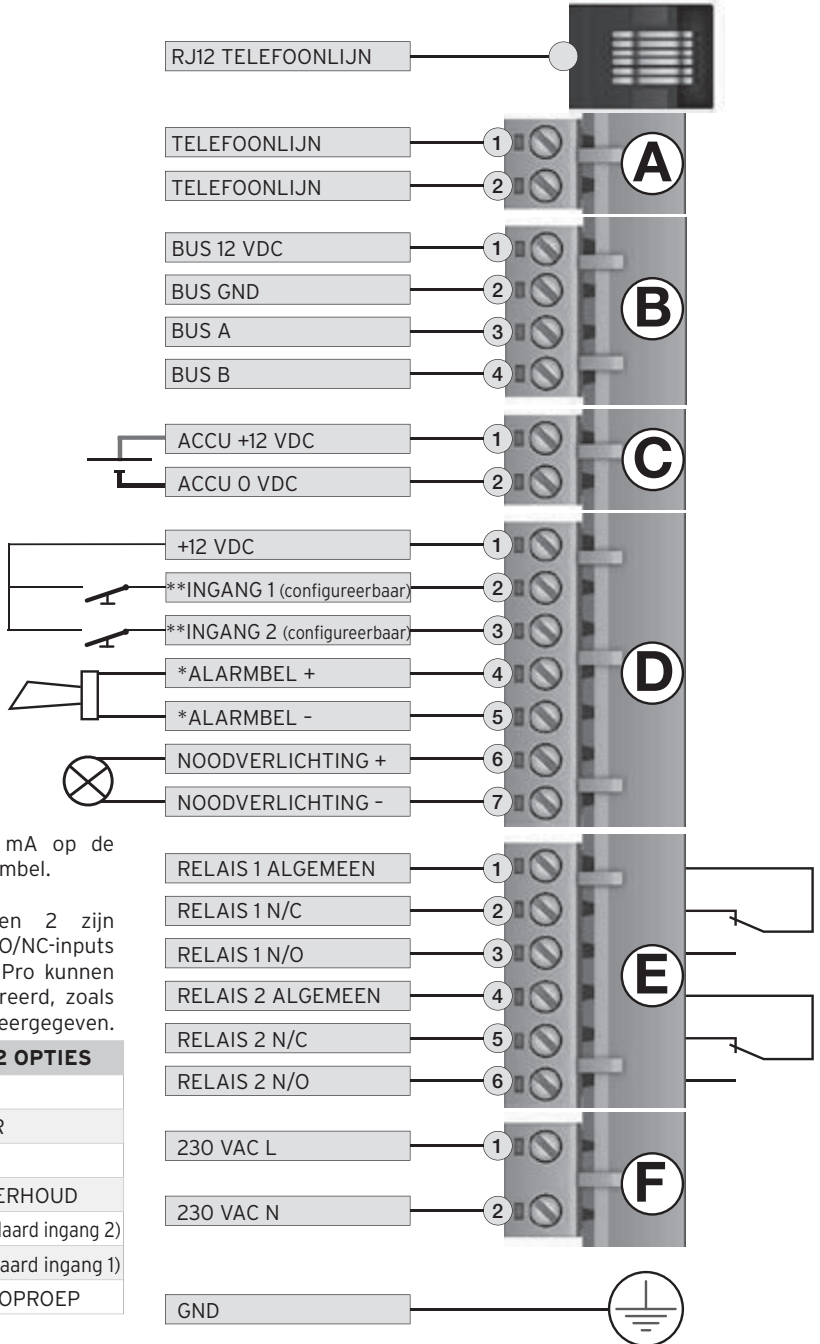 RJ12 TELEFOONLIJN
TELEFOONLIJN 1
TELEFOONLIJN 2
A
BUS 12 VDC 1
BUS GND 2
BUS A 3
BUS B 4
B
ACCU +12 VDC 1
ACCU 0 VDC 2
C
+12 VDC 1
**INGANG 1 (configureerbaar) 2
**INGANG 2 (configureerbaar) 3
*ALARMBEL + 4
*ALARMBEL - 5
NOODVERLICHTING + 6
NOODVERLICHTING - 7
D
RELAIS 1 ALGEMEEN 1
RELAIS 1 N/C 2
RELAIS 1 N/O 3
RELAIS 2 ALGEMEEN 4
RELAIS 2 N/C 5
RELAIS 2 N/O 6
E
230 VAC L 1
230 VAC N 2
F
GND
mA op de
mbel.
en 2 zijn
O/NC-inputs
Pro kunnen
reerd, zoals
eergegeven.
2 OPTIES
R
ERHOUD
laard ingang 2)
aard ingang 1)
OPROEP